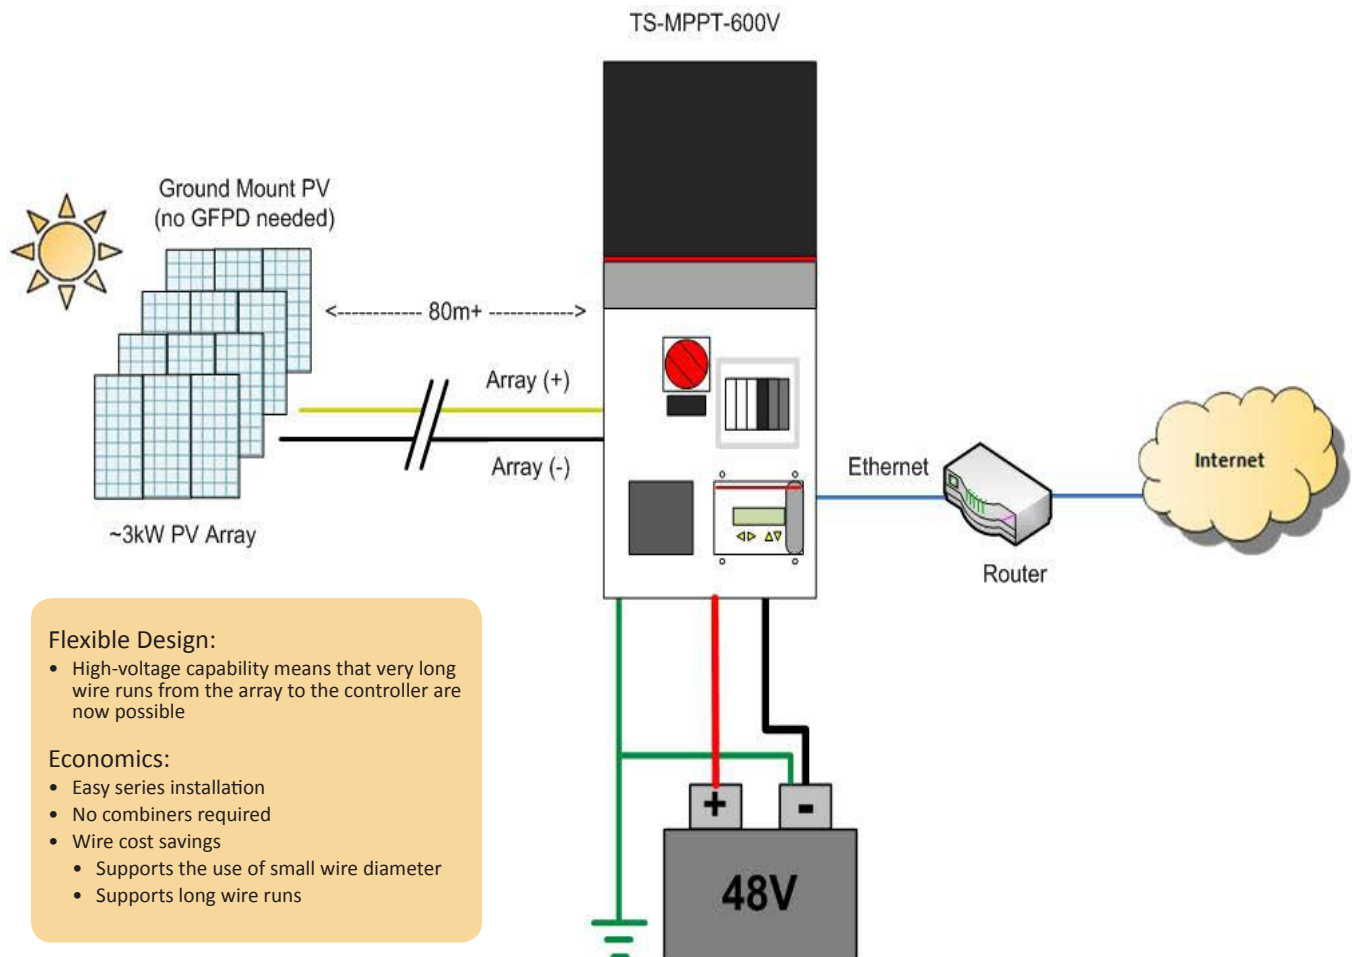 TS-MPPT-600V
Ground Mount PV
(no GFPD needed)
<------------ 80m+ ------------>
Array (+)
Array (-)
~3kW PV Array
Ethernet
Router
Internet
Flexible Design:
• High-voltage capability means that very long
wire runs from the array to the controller are
now possible
Economics:
• Easy series installation
• No combiners required
• Wire cost savings
• Supports the use of small wire diameter
• Supports long wire runs
+ -
48V